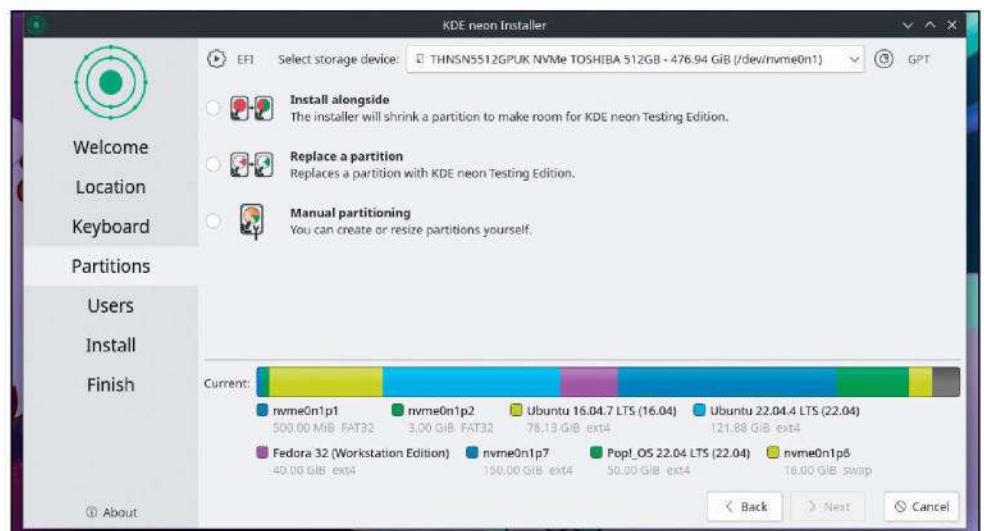 KDE neon Installer
EFI Select storage device: THNSN5512GPUK NVMe TOSHIBA 512GB - 476.94 GiB (/dev/nvme0n1) GPT
Install alongside
The installer will shrink a partition to make room for KDE neon Testing Edition.
Replace a partition
Replaces a partition with KDE neon Testing Edition.
Manual partitioning
You can create or resize partitions yourself.
Welcome
Location
Keyboard
Partitions
Users
Install
Finish
Current:
nvme0n1p1 nvme0n1p2 Ubuntu 16.04.7 LTS (16.04) Ubuntu 22.04.4 LTS (22.04)
500.00 MiB FAT32 3.00 GiB FAT32 78.13 GiB ext4 121.88 GiB ext4
Fedora 32 (Workstation Edition) nvme0n1p7 Pop!_OS 22.04 LTS (22.04) nvme0n1p6
40.00 GiB ext4 150.00 GiB ext4 50.00 GiB ext4 16.00 GiB swap
About
Back Next Cancel